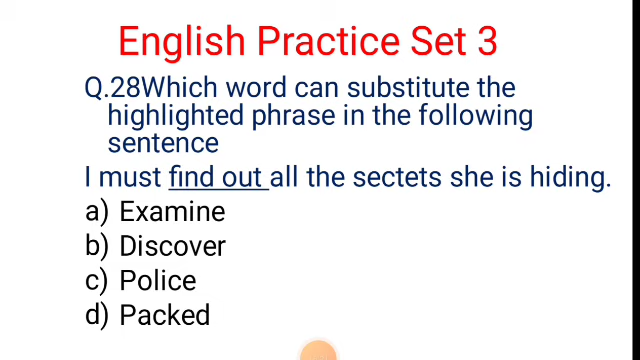 English Practice Set 3
Q.28Which word can substitute the
highlighted phrase in the following
sentence
I must find out all the sectets she is hiding.
a) Examine
b) Discover
c) Police
d) Packed